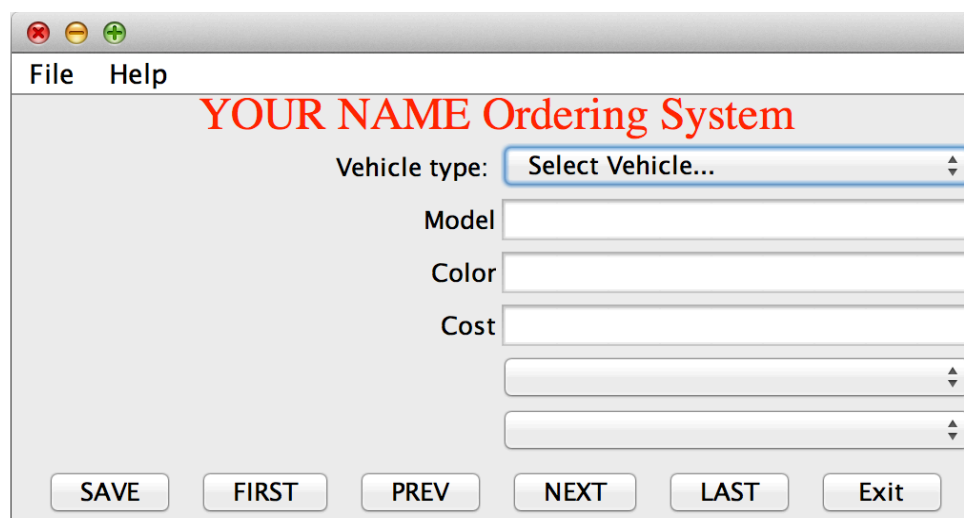 File Help
YOUR NAME Ordering System
Vehicle type: Select Vehicle...
Model
Color
Cost
SAVE FIRST PREV NEXT LAST Exit